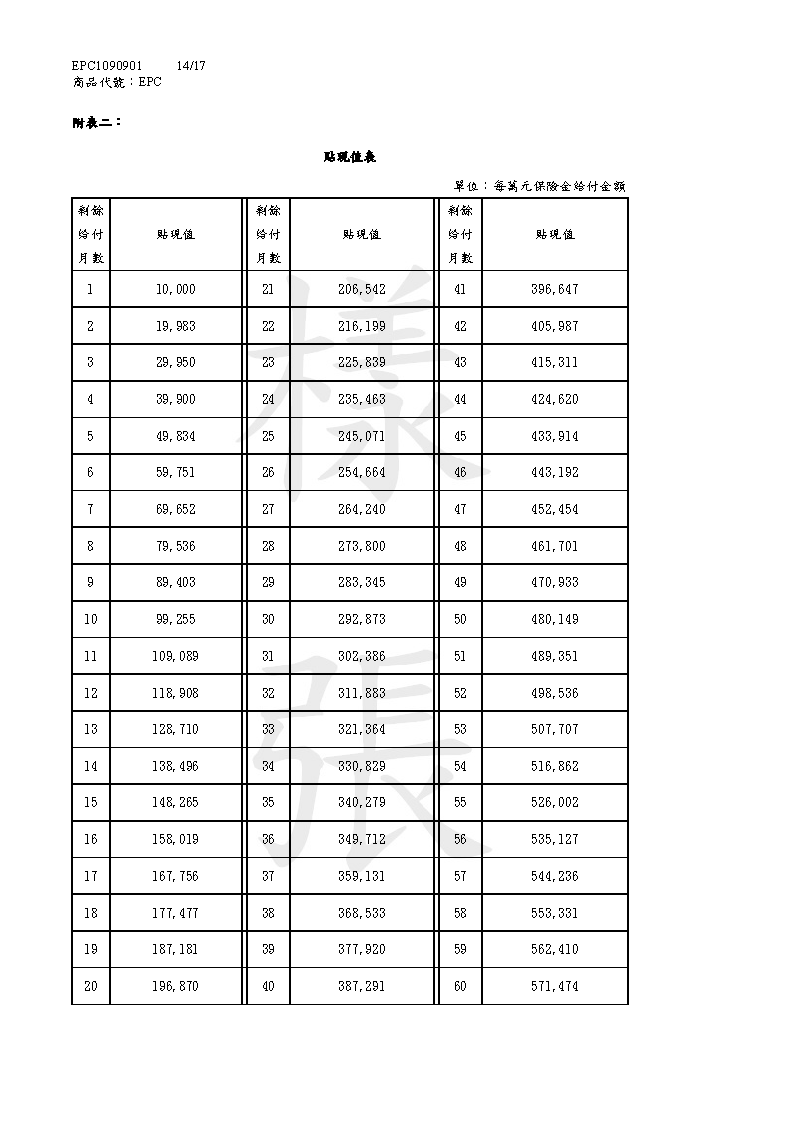 EPC1090901 14/17
商品代號：EPC
附表二：
貼現值表
單位：每萬元保險金給付金額
剩餘給付月數 貼現值 剩餘給付月數 貼現值 剩餘給付月數 貼現值
1 10,000 21 206,542 41 396,647
2 19,983 22 216,199 42 405,987
3 29,950 23 225,839 43 415,311
4 39,900 24 235,463 44 424,620
5 49,834 25 245,071 45 433,914
6 59,751 26 254,664 46 443,192
7 69,652 27 264,240 47 452,454
8 79,536 28 273,800 48 461,701
9 89,403 29 283,345 49 470,933
10 99,255 30 292,873 50 480,149
11 109,089 31 302,386 51 489,351
12 118,908 32 311,883 52 498,536
13 128,710 33 321,364 53 507,707
14 138,496 34 330,829 54 516,862
15 148,265 35 340,279 55 526,002
16 158,019 36 349,712 56 535,127
17 167,756 37 359,131 57 544,236
18 177,477 38 368,533 58 553,331
19 187,181 39 377,920 59 562,410
20 196,870 40 387,291 60 571,474
樣
張